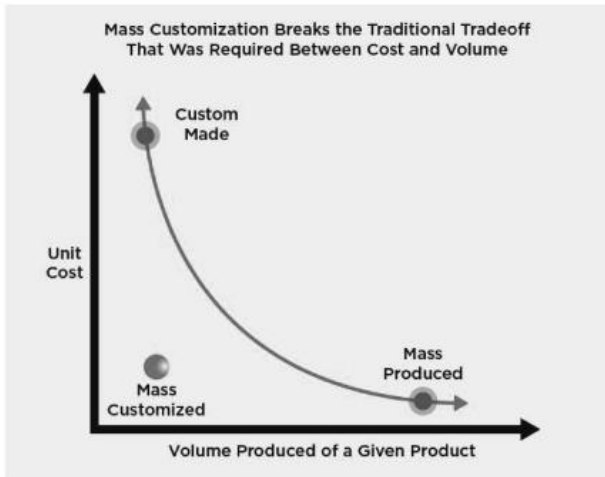 Mass Customization Breaks the Traditional Tradeoff
That Was Required Between Cost and Volume
Custom
Made
Unit
Cost
Mass
Produced
Mass
Customized
Volume Produced of a Given Product